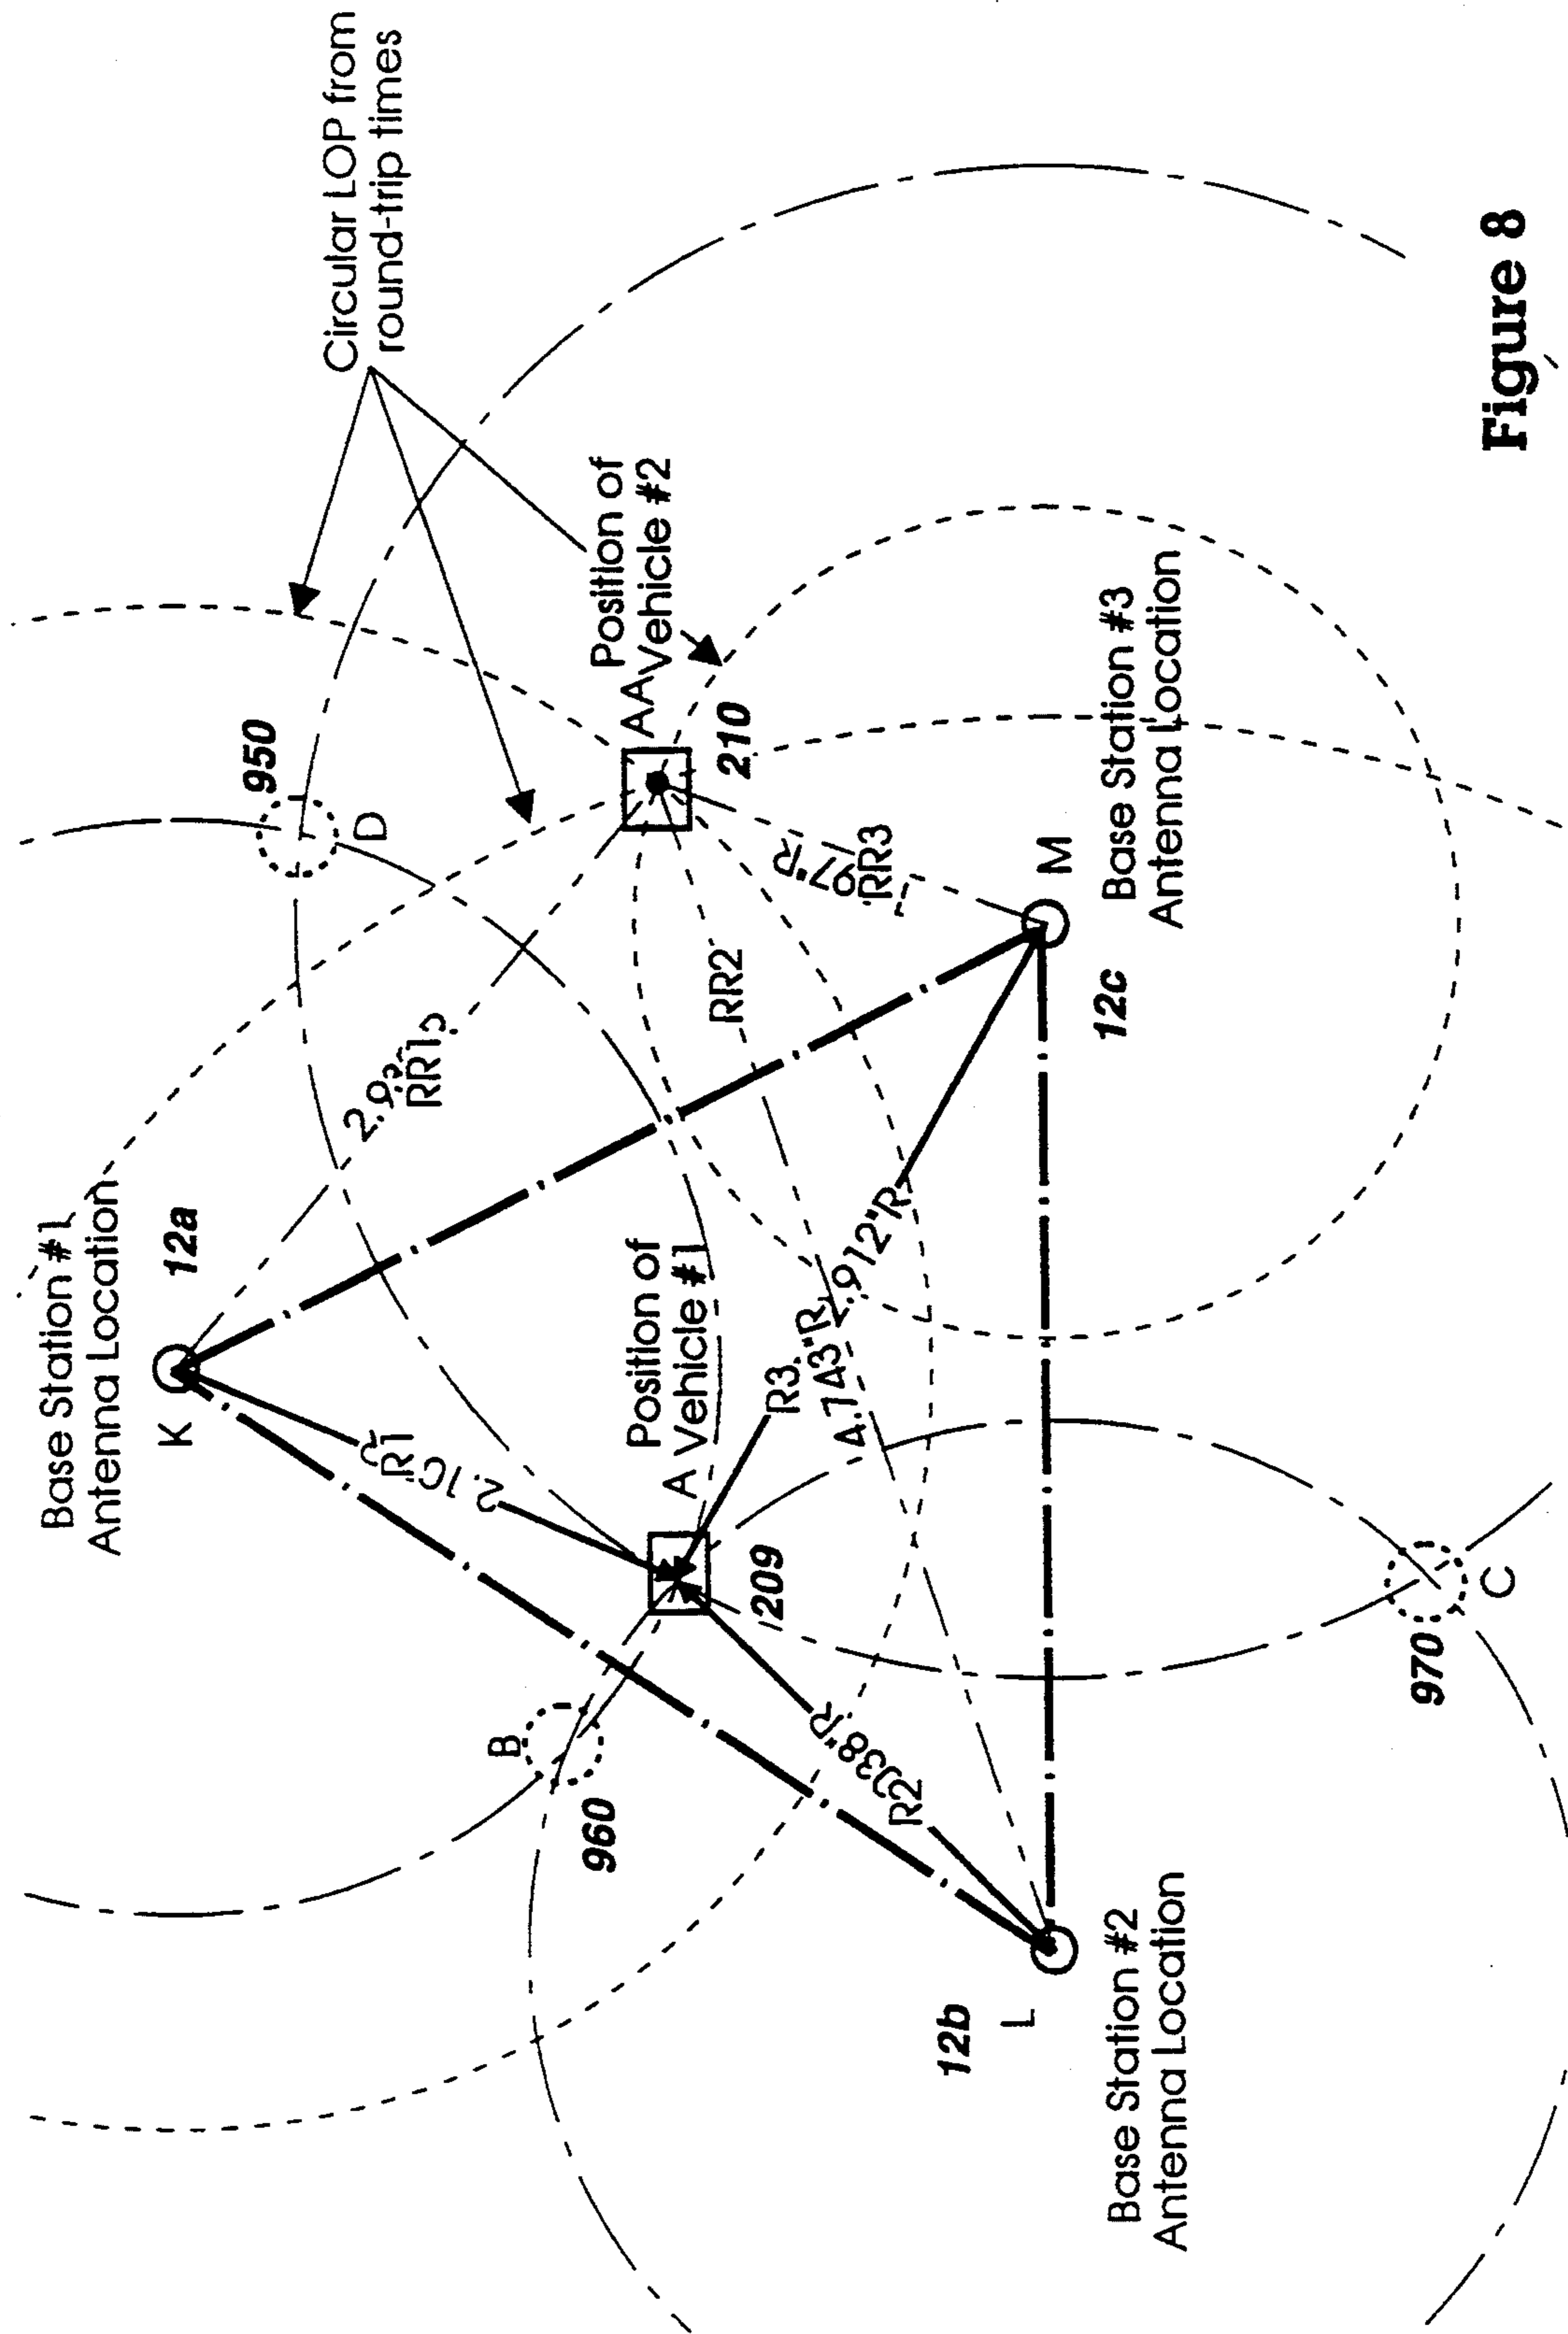 Circular LOP from
round-trip times
Base Station #1
Antenna Location
12a
K
950
D
Position of
AA Vehicle #2
210
RR1
R1
RR2
RR3
Position of
A Vehicle #1
209
B
960
R3
2.912"R
R2
M
Base Station #3
Antenna Location
12c
12b
L
Base Station #2
Antenna Location
970
C
Figure 8